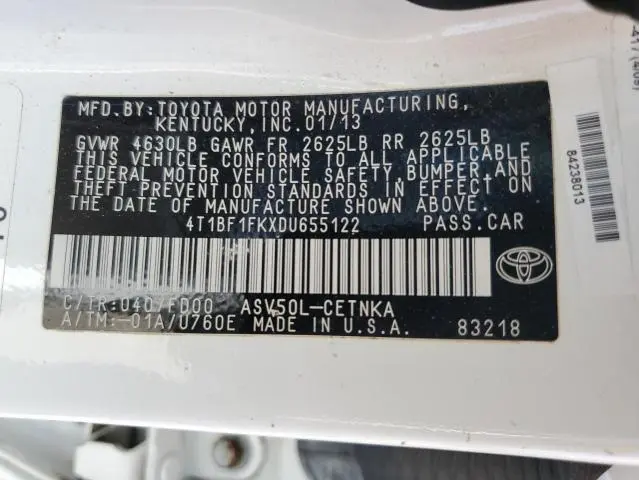 MFD.BY:TOYOTA MOTOR MANUFACTURING,
KENTUCKY,INC.01/13
GVWR 4630LB GAWR FR 2625LB RR 2625LB
THIS VEHICLE CONFORMS TO ALL APPLICABLE
FEDERAL MOTOR VEHICLE SAFETY,BUMPER,AND
THEFT PREVENTION STANDARDS IN EFFECT ON
THE DATE OF MANUFACTURE SHOWN ABOVE.
4T1BF1FKXDU655122 PASS.CAR
C/TR:040/FD00 ASV50L-CETNKA
A/TM:-01A/U760E MADE IN U.S.A. 83218
TOYOTA
84238013